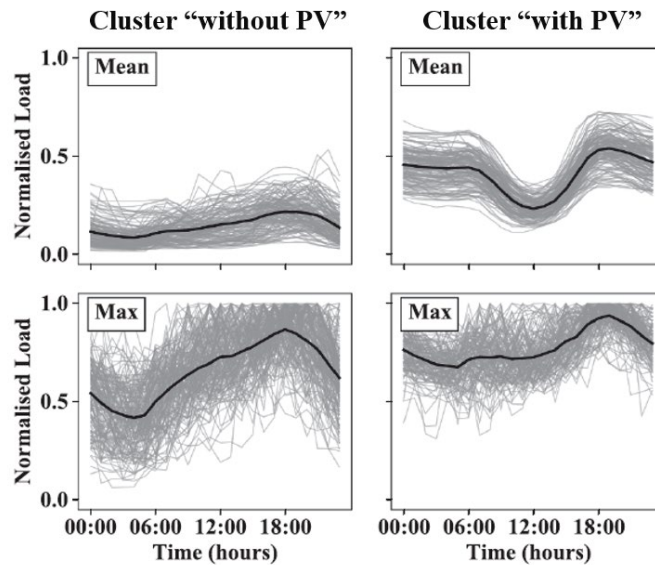 Cluster “without PV”
Cluster “with PV”
Normalised Load
1.0
0.5
0.0
Mean
Mean
Normalised Load
1.0
0.5
0.0
Max
Max
00:00 06:00 12:00 18:00
Time (hours)
00:00 06:00 12:00 18:00
Time (hours)